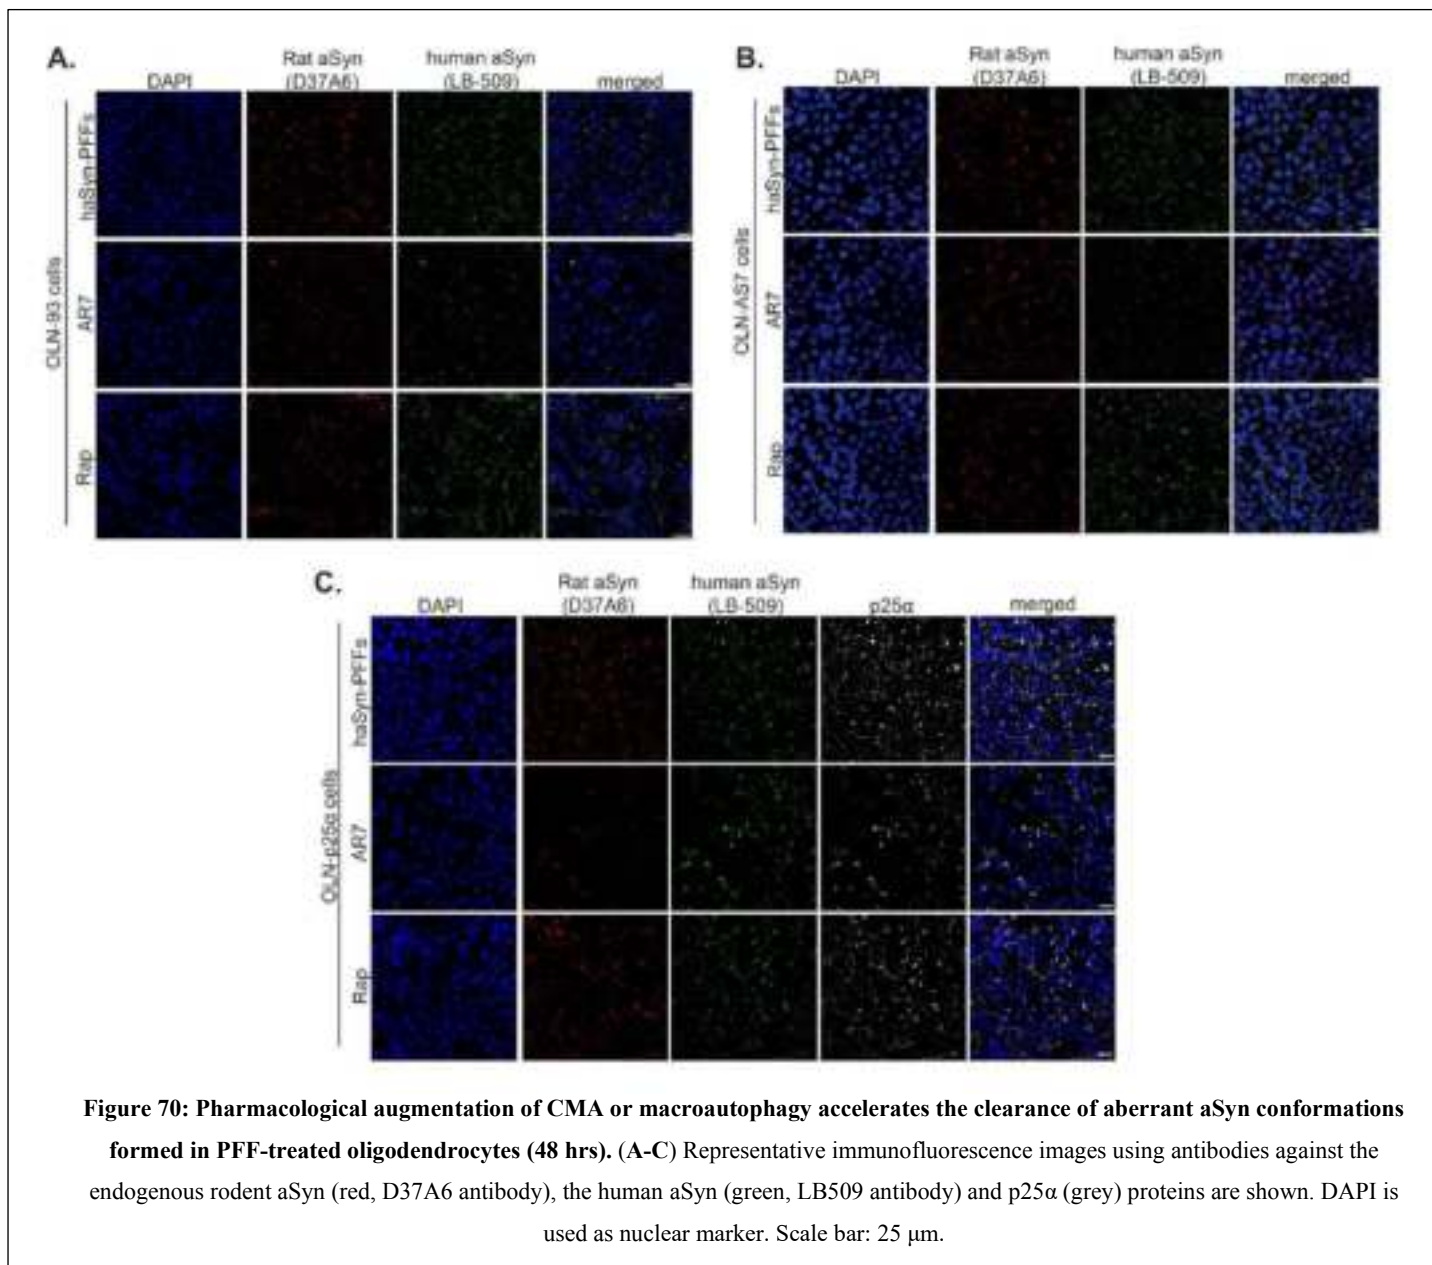 A.
DAPI
Rat aSyn
(D37A6)
human aSyn
(LB-509)
merged
OLN-93 cells
haSyn-PFFs
AR7
Rap
B.
DAPI
Rat aSyn
(D37A6)
human aSyn
(LB-509)
merged
OLN-AS7 cells
haSyn-PFFs
AR7
Rap
C.
DAPI
Rat aSyn
(D37A6)
human aSyn
(LB-509)
p25α
merged
OLN-p25α cells
haSyn-PFFs
AR7
Rap
Figure 70: Pharmacological augmentation of CMA or macroautophagy accelerates the clearance of aberrant aSyn conformations
formed in PFF-treated oligodendrocytes (48 hrs). (A-C) Representative immunofluorescence images using antibodies against the
endogenous rodent aSyn (red, D37A6 antibody), the human aSyn (green, LB509 antibody) and p25α (grey) proteins are shown. DAPI is
used as nuclear marker. Scale bar: 25 μm.